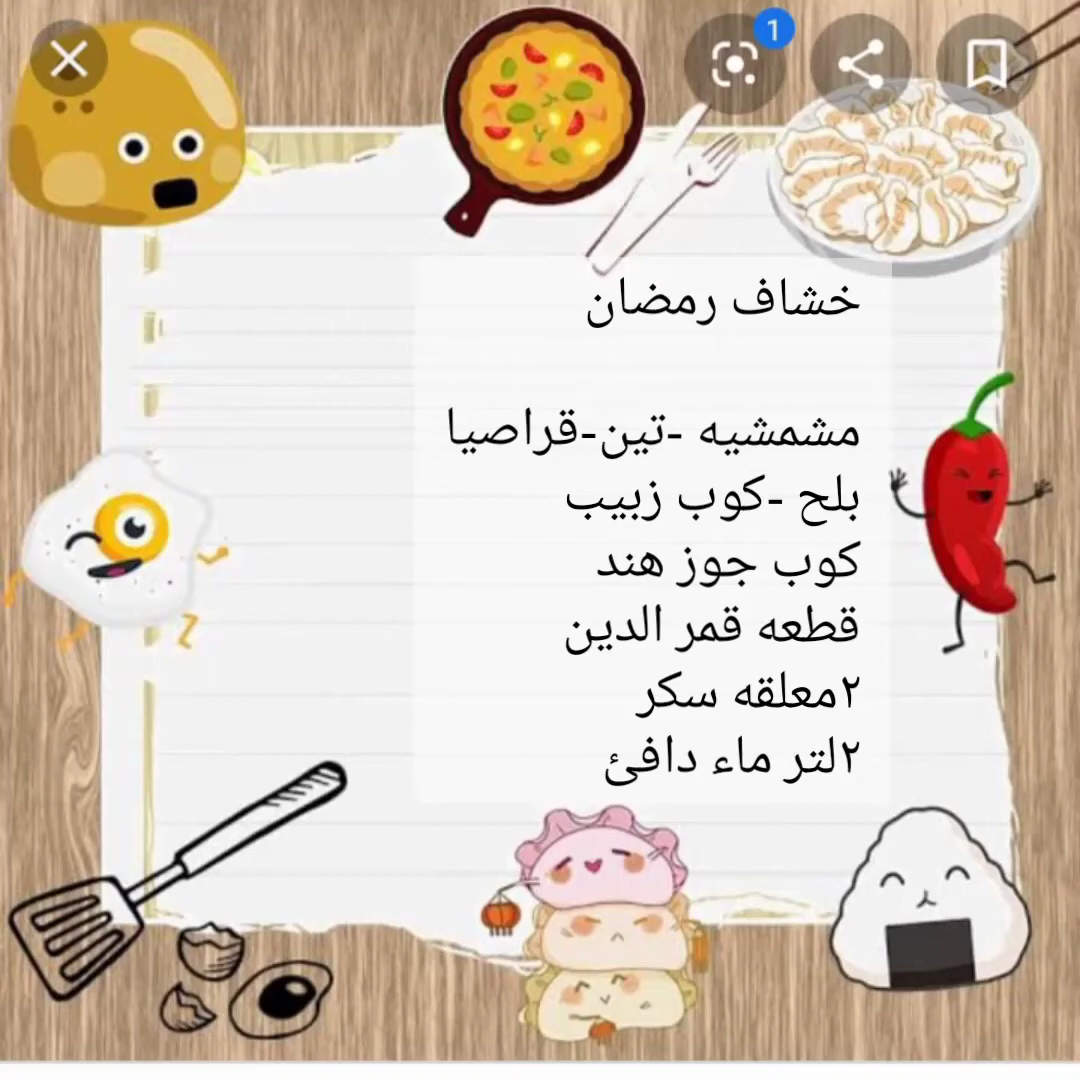 1
خشاف رمضان
مشمشيه -تين-قراصيا
بلح -كوب زبيب
كوب جوز هند
قطعه قمر الدين
٢معلقه سكر
٢لتر ماء دافئ